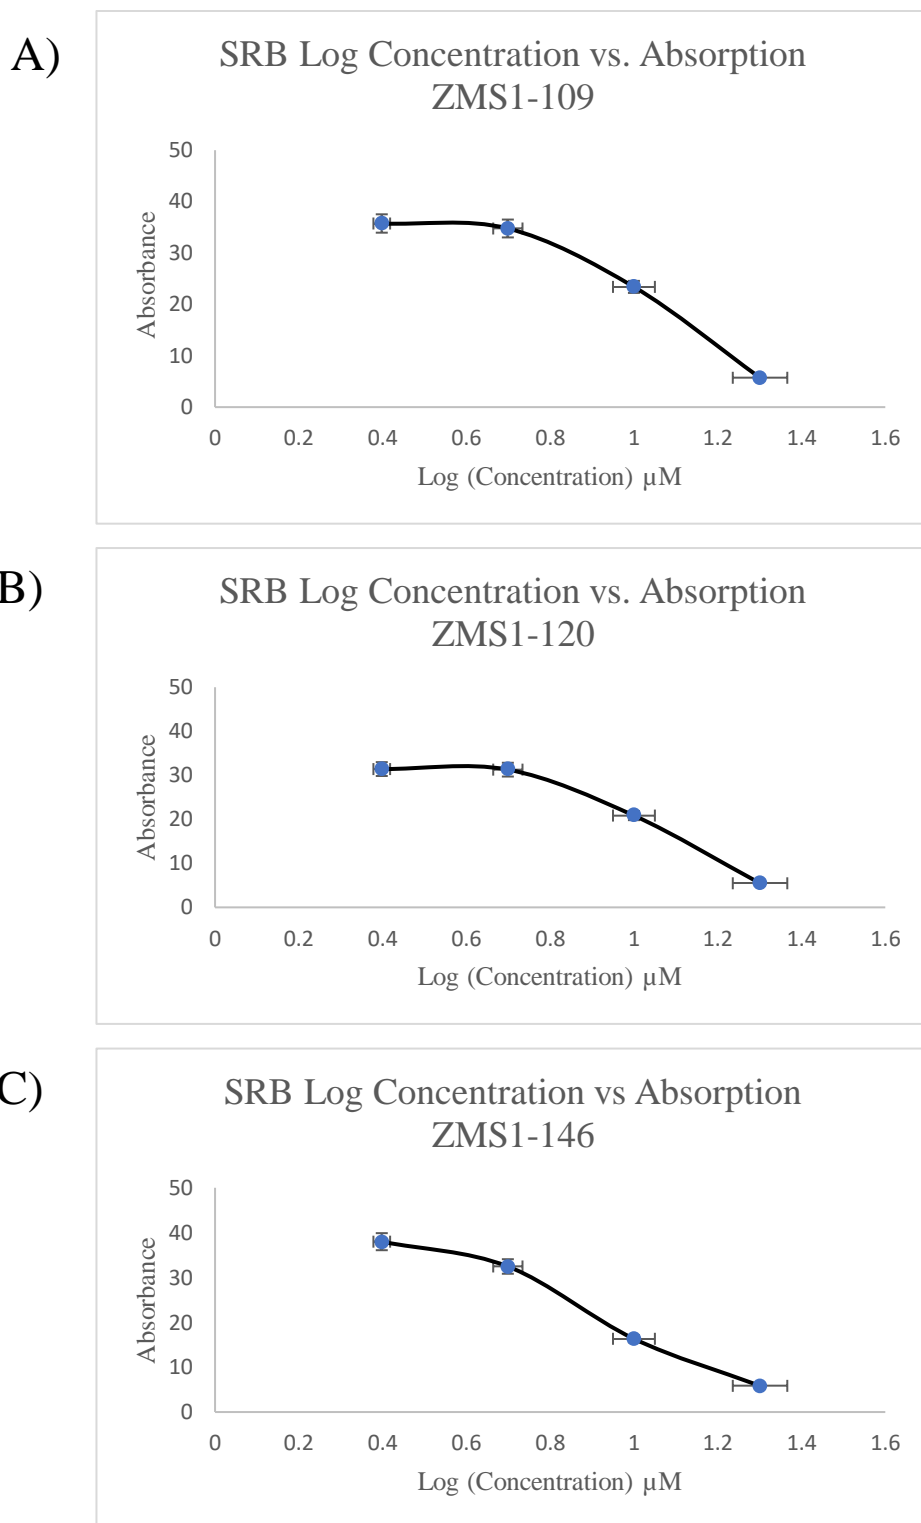 A)
SRB Log Concentration vs. Absorption
ZMS1-109
50
40
30
20
10
0
Absorbance
0 0.2 0.4 0.6 0.8 1 1.2 1.4 1.6
Log (Concentration) µM
B)
SRB Log Concentration vs. Absorption
ZMS1-120
50
40
30
20
10
0
Absorbance
0 0.2 0.4 0.6 0.8 1 1.2 1.4 1.6
Log (Concentration) µM
C)
SRB Log Concentration vs Absorption
ZMS1-146
50
40
30
20
10
0
Absorbance
0 0.2 0.4 0.6 0.8 1 1.2 1.4 1.6
Log (Concentration) µM